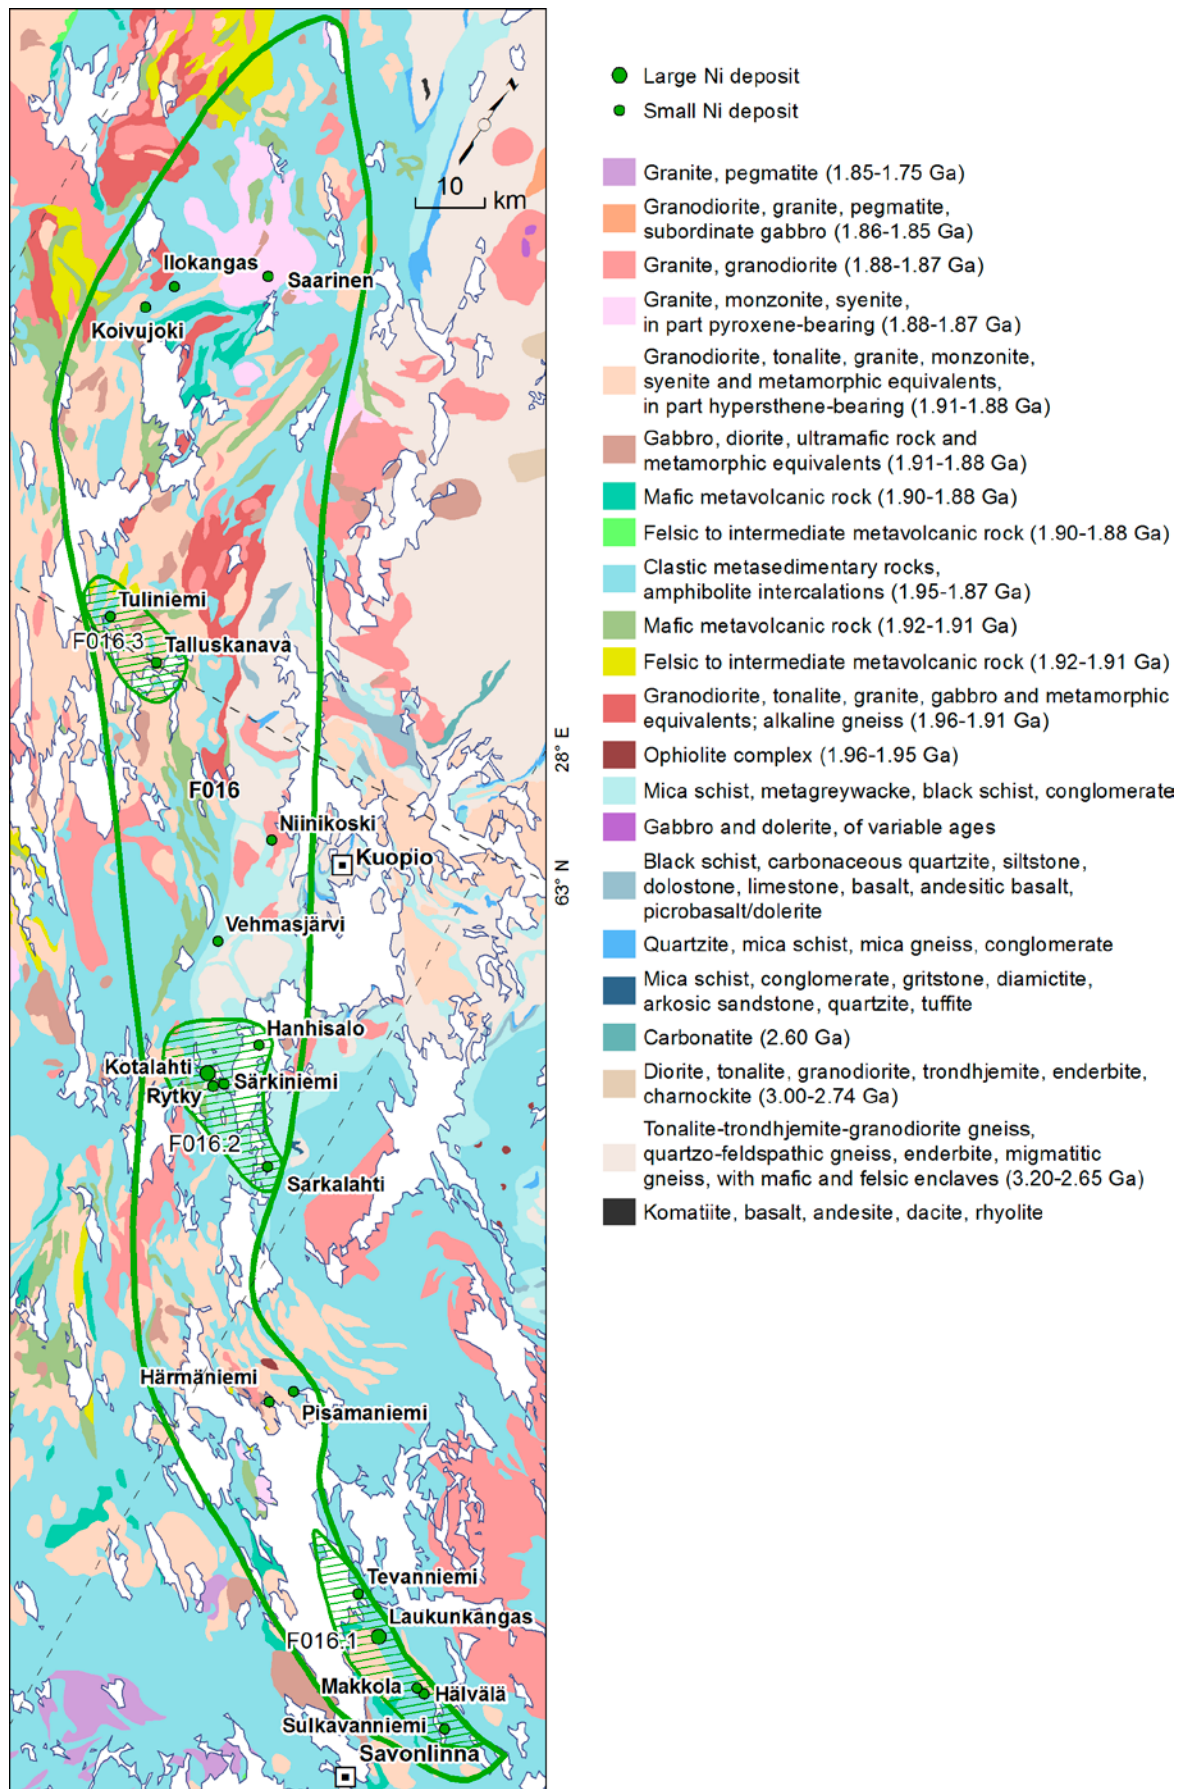 z
10
km
Ilokangas
Saarinen
Koivujoki
Tuliniemi
F016.3
Talluskanava
F016
Niinikoski
Kuopio
Vehmasjärvi
Hanhisalo
Kotalahti
Särkiniemi
Rytky
F016.2
Sarkalahti
Härmäniemi
Pisamaniemi
Tevanniemi
Laukunkangas
F016.1
Makkola
Hälvälä
Sulkavanniemi
Savonlinna
28° E
63° N
Large Ni deposit
Small Ni deposit
Granite, pegmatite (1.85-1.75 Ga)
Granodiorite, granite, pegmatite,
subordinate gabbro (1.86-1.85 Ga)
Granite, granodiorite (1.88-1.87 Ga)
Granite, monzonite, syenite,
in part pyroxene-bearing (1.88-1.87 Ga)
Granodiorite, tonalite, granite, monzonite,
syenite and metamorphic equivalents,
in part hypersthene-bearing (1.91-1.88 Ga)
Gabbro, diorite, ultramafic rock and
metamorphic equivalents (1.91-1.88 Ga)
Mafic metavolcanic rock (1.90-1.88 Ga)
Felsic to intermediate metavolcanic rock (1.90-1.88 Ga)
Clastic metasedimentary rocks,
amphibolite intercalations (1.95-1.87 Ga)
Mafic metavolcanic rock (1.92-1.91 Ga)
Felsic to intermediate metavolcanic rock (1.92-1.91 Ga)
Granodiorite, tonalite, granite, gabbro and metamorphic
equivalents; alkaline gneiss (1.96-1.91 Ga)
Ophiolite complex (1.96-1.95 Ga)
Mica schist, metagreywacke, black schist, conglomerate
Gabbro and dolerite, of variable ages
Black schist, carbonaceous quartzite, siltstone,
dolostone, limestone, basalt, andesitic basalt,
picrobasalt/dolerite
Quartzite, mica schist, mica gneiss, conglomerate
Mica schist, conglomerate, gritstone, diamictite,
arkosic sandstone, quartzite, tuffite
Carbonatite (2.60 Ga)
Diorite, tonalite, granodiorite, trondhjemite, enderbite,
charnockite (3.00-2.74 Ga)
Tonalite-trondhjemite-granodiorite gneiss,
quartzo-feldspathic gneiss, enderbite, migmatitic
gneiss, with mafic and felsic enclaves (3.20-2.65 Ga)
Komatiite, basalt, andesite, dacite, rhyolite